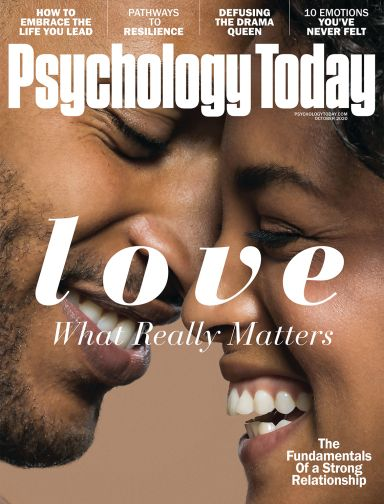 HOW TO
EMBRACE THE
LIFE YOU LEAD
PATHWAYS
TO
RESILIENCE
DEFUSING
THE DRAMA
QUEEN
10 EMOTIONS
YOU'VE
NEVER FELT
Psychology Today
PSYCHOLOGYTODAY.COM
OCTOBER 2020
love
What Really Matters
The
Fundamentals
Of a Strong
Relationship